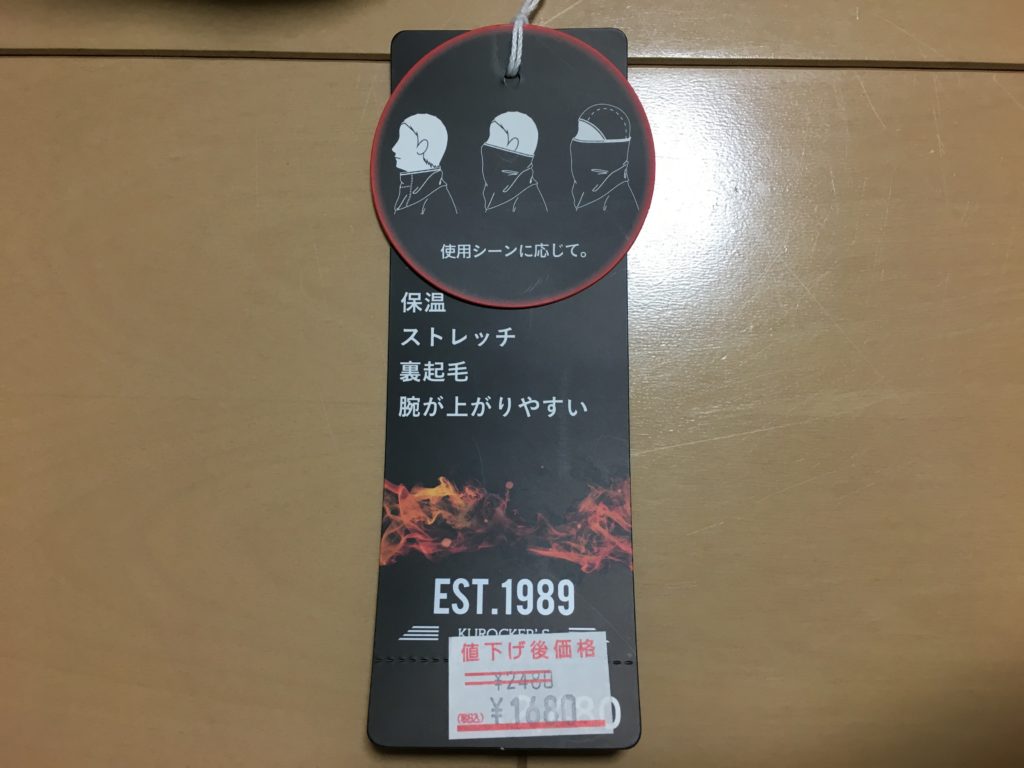 使用シーンに応じて。
保温
ストレッチ
裏起毛
腕が上がりやすい
EST.1989
KUROCKER'S
値下げ後価格
¥2480
(税込) ¥1680